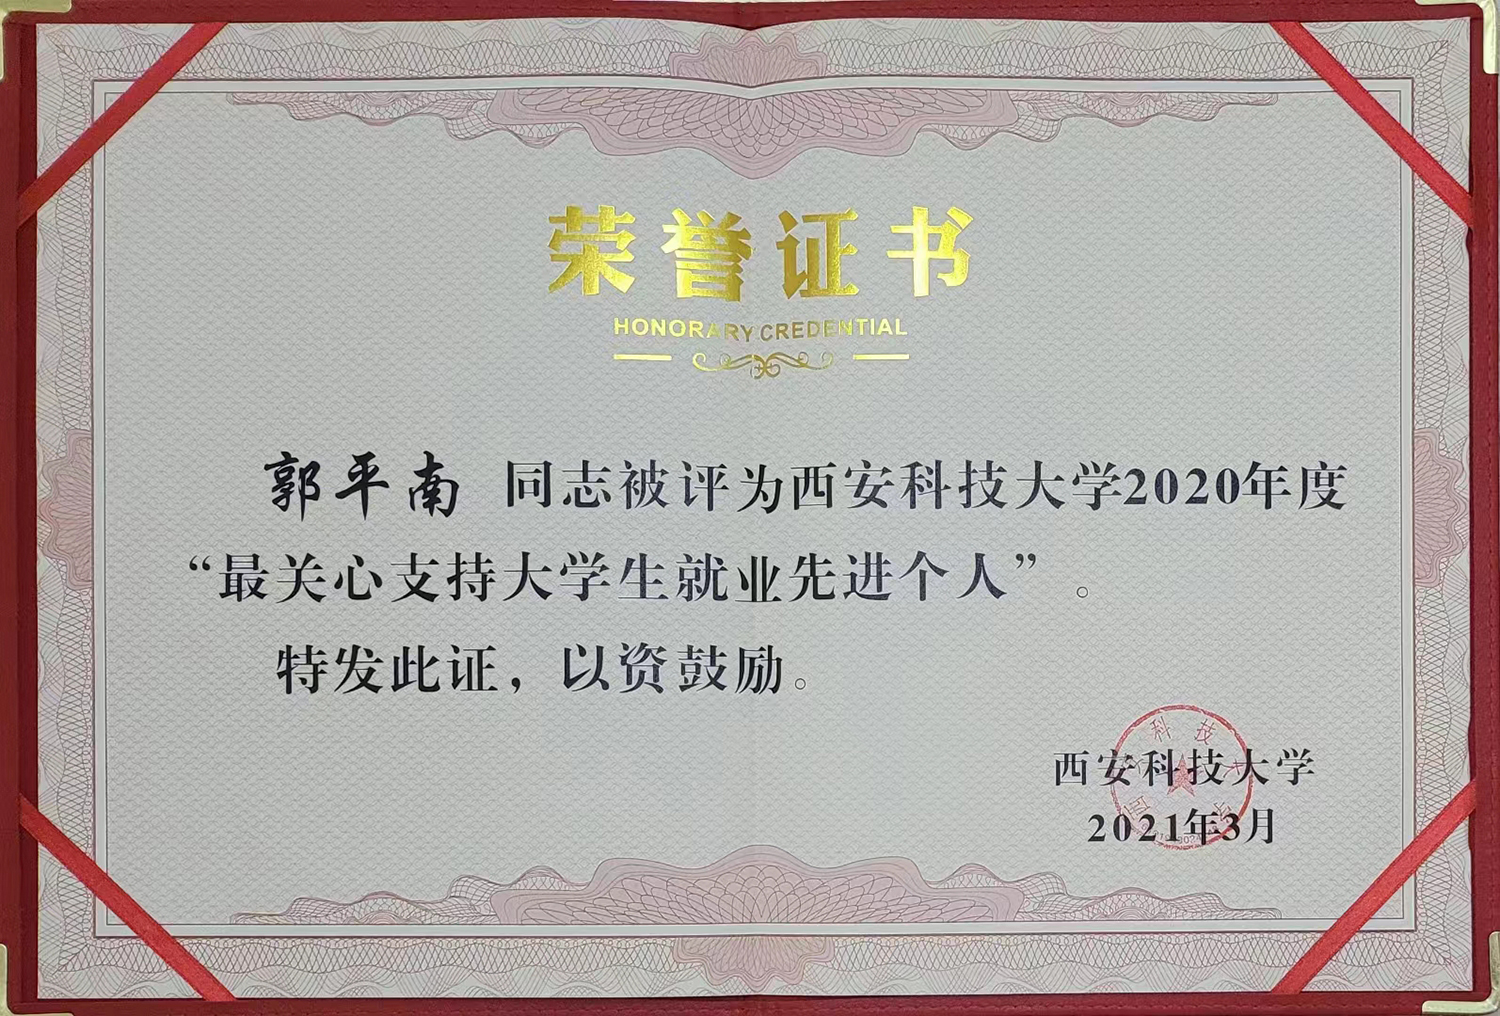 荣誉证书
HONORARY CREDENTIAL
郭平南 同志被评为西安科技大学2020年度
“最关心支持大学生就业先进个人”。
特发此证，以资鼓励。
西安科技大学
2021年3月